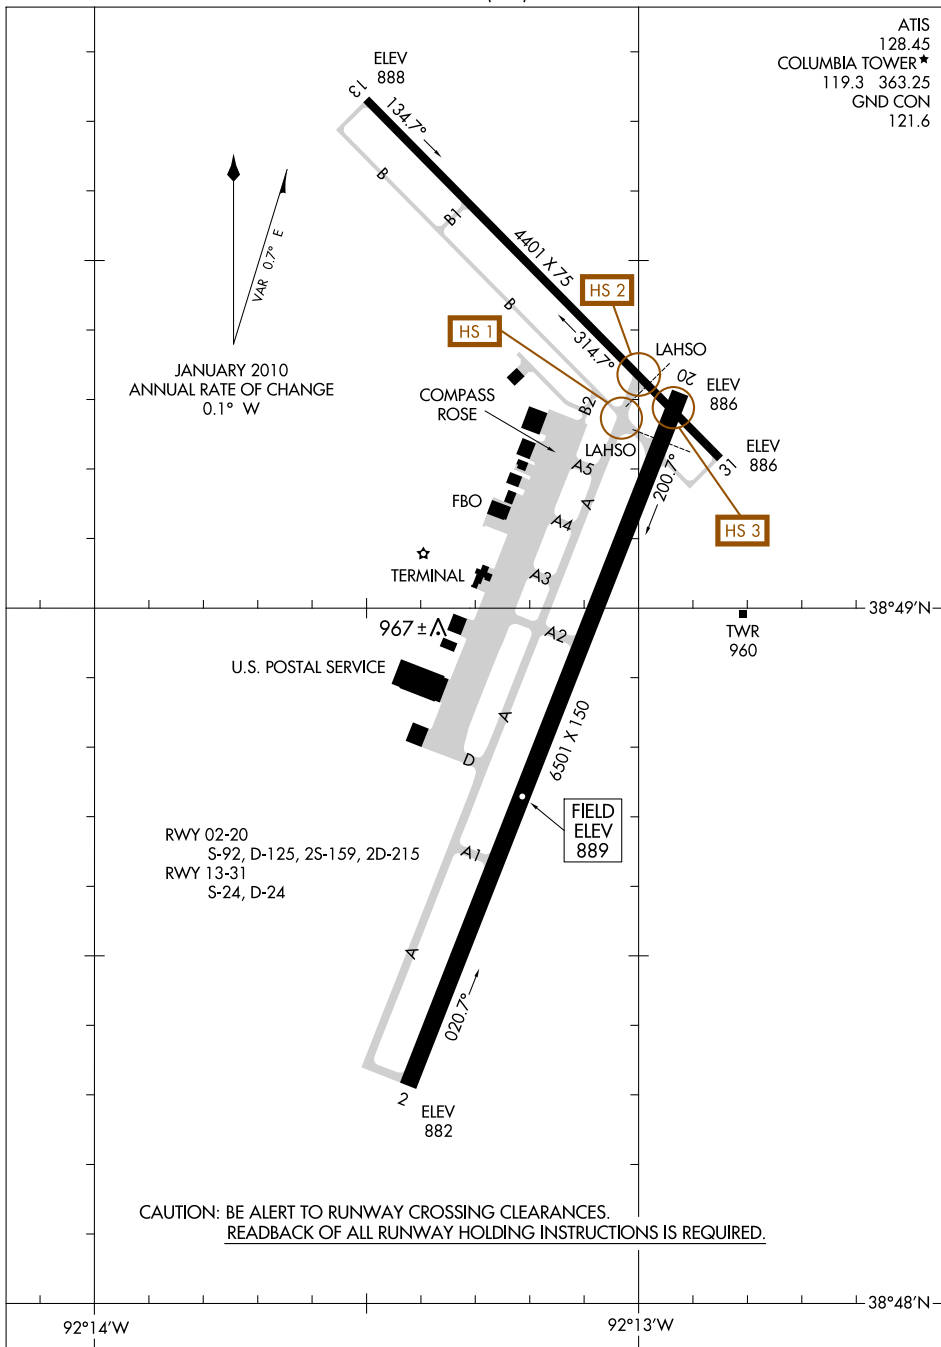 ATIS
128.45
COLUMBIA TOWER
119.3 363.25
GND CON
121.6
ELEV
888
13
134.7°
B
B1
4401 X 75
VAR 0.7° E
HS 2
B
HS 1
314.7°
LAHSO
JANUARY 2010
ANNUAL RATE OF CHANGE
0.1° W
20
ELEV
886
COMPASS
ROSE
B2
LAHSO
ELEV
886
31
A5
200.7°
FBO
A
A4
HS 3
TERMINAL
A3
38°49'N
967 ±
A2
TWR
960
U.S. POSTAL SERVICE
A
6501 X 150
D
FIELD
ELEV
889
RWY 02-20
S-92, D-125, 2S-159, 2D-215
RWY 13-31
S-24, D-24
A1
A
020.7°
2
ELEV
882
CAUTION: BE ALERT TO RUNWAY CROSSING CLEARANCES.
READBACK OF ALL RUNWAY HOLDING INSTRUCTIONS IS REQUIRED.
38°48'N
92°14'W
92°13'W